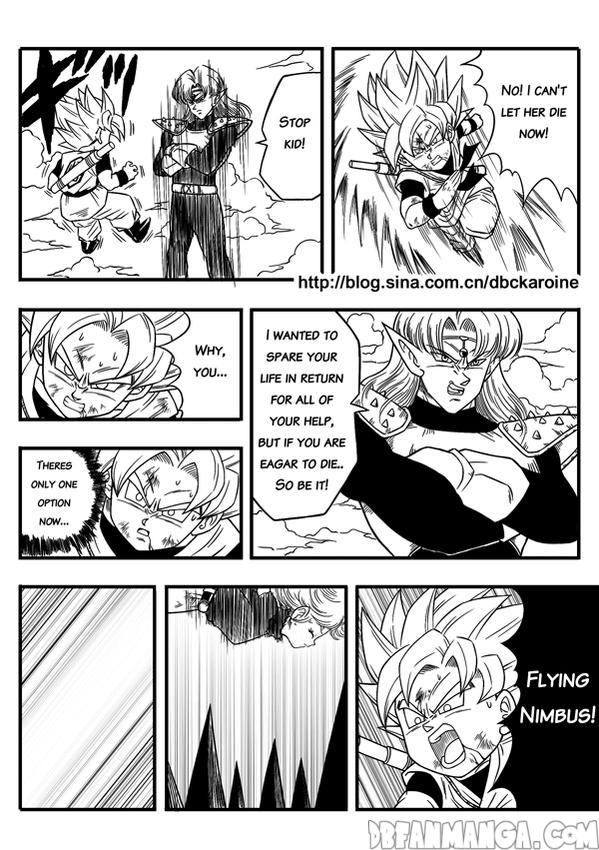 NO! I CAN'T
LET HER DIE
NOW!
STOP
KID!
http://blog.sina.com.cn/dbckaroine
I WANTED TO
SPARE YOUR
LIFE IN RETURN
FOR ALL OF
YOUR HELP,
BUT IF YOU ARE
EAGAR TO DIE..
SO BE IT!
WHY,
YOU...
THERES
ONLY ONE
OPTION
NOW...
FLYING
NIMBUS!
DBFANMANGA.COM